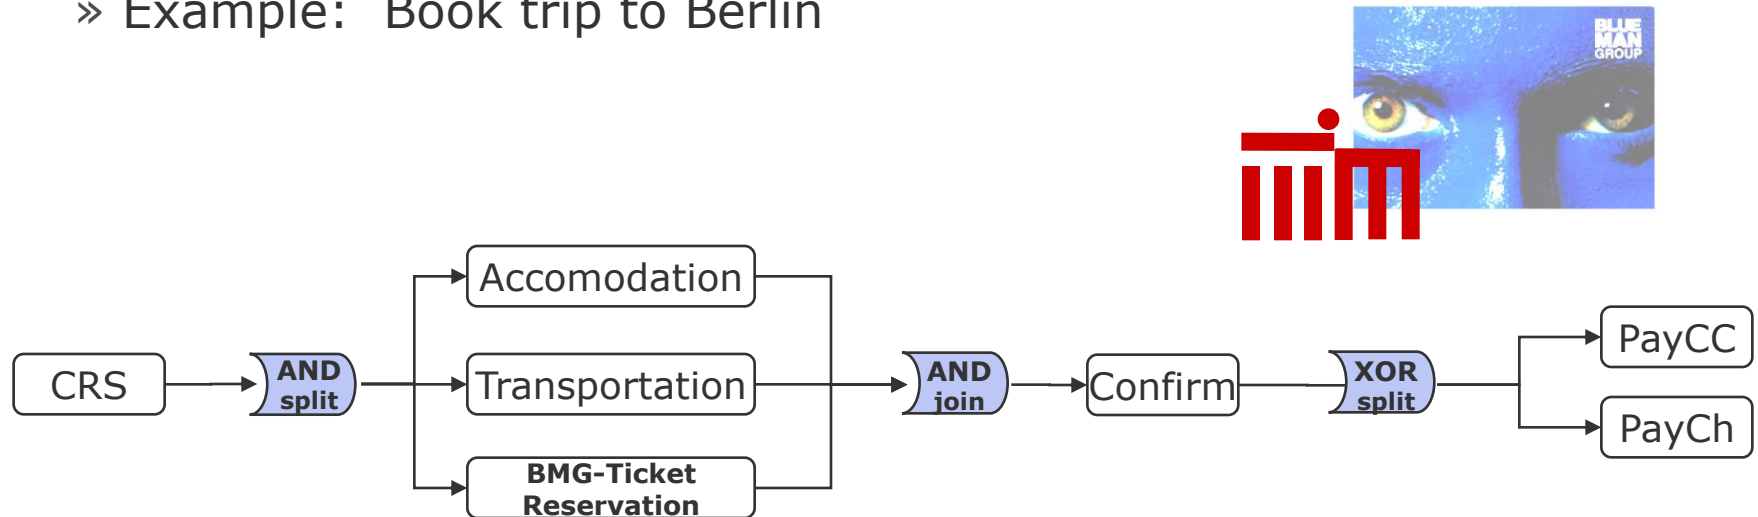 » Example: Book trip to Berlin
BLUE
MAN
GROUP
Accomodation
CRS
AND
split
Transportation
BMG-Ticket
Reservation
AND
join
Confirm
XOR
split
PayCC
PayCh